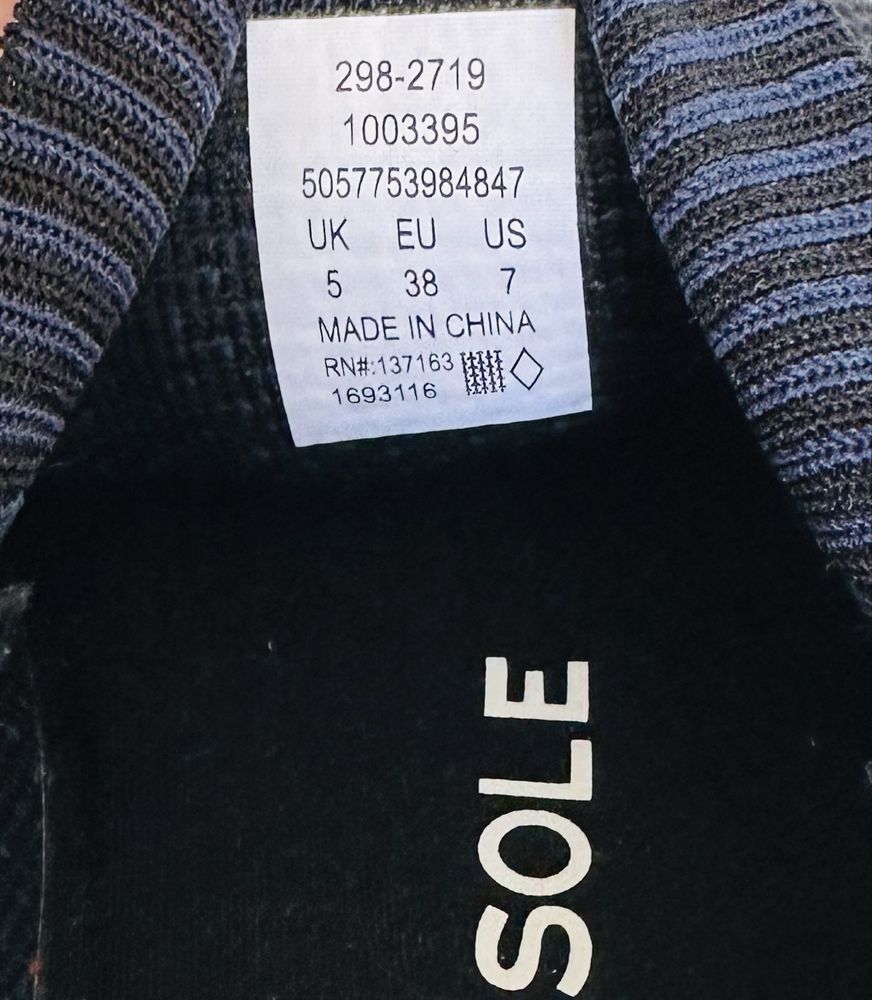 298-2719
1003395
5057753984847
UK EU US
5 38 7
MADE IN CHINA
RN#:137163
1693116
SOLE